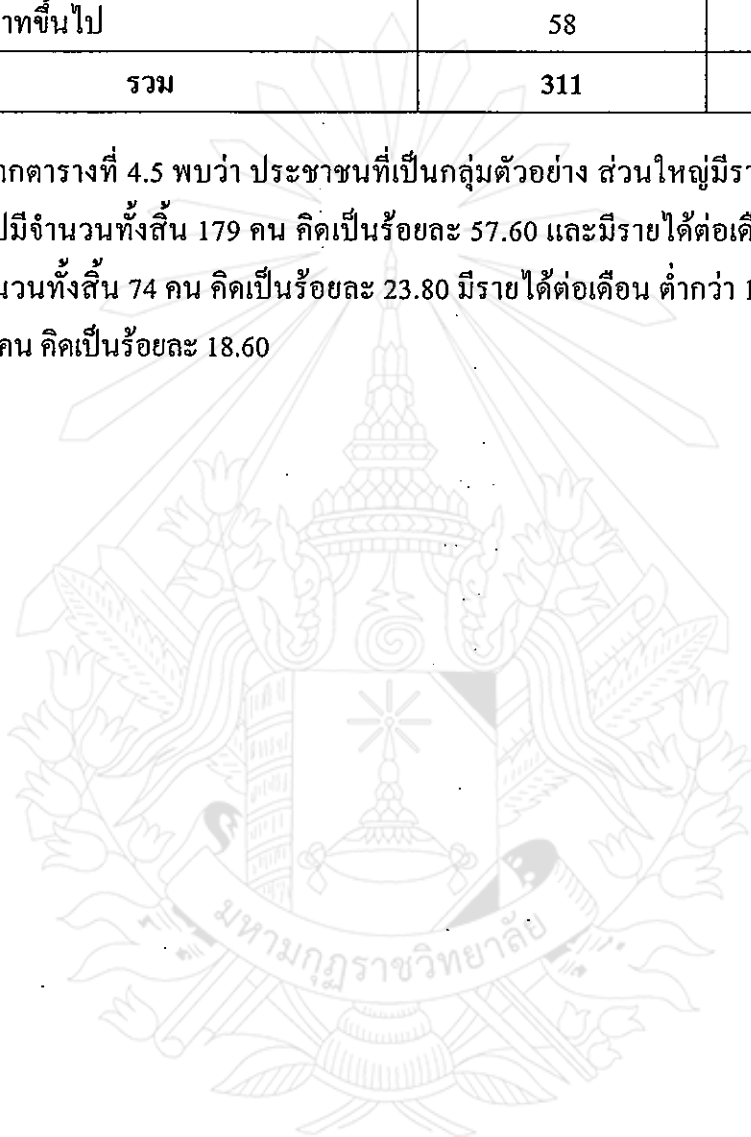 าทขึ้นไป 58
รวม 311
ากตารางที่ 4.5 พบว่า ประชาชนที่เป็นกลุ่มตัวอย่าง ส่วนใหญ่มีรา
ปมีจำนวนทั้งสิ้น 179 คน คิดเป็นร้อยละ 57.60 และมีรายได้ต่อเดื
นวนทั้งสิ้น 74 คน คิดเป็นร้อยละ 23.80 มีรายได้ต่อเดือน ต่ำกว่า 1
คน คิดเป็นร้อยละ 18.60
มหามกุฏราชวิทยาลัย